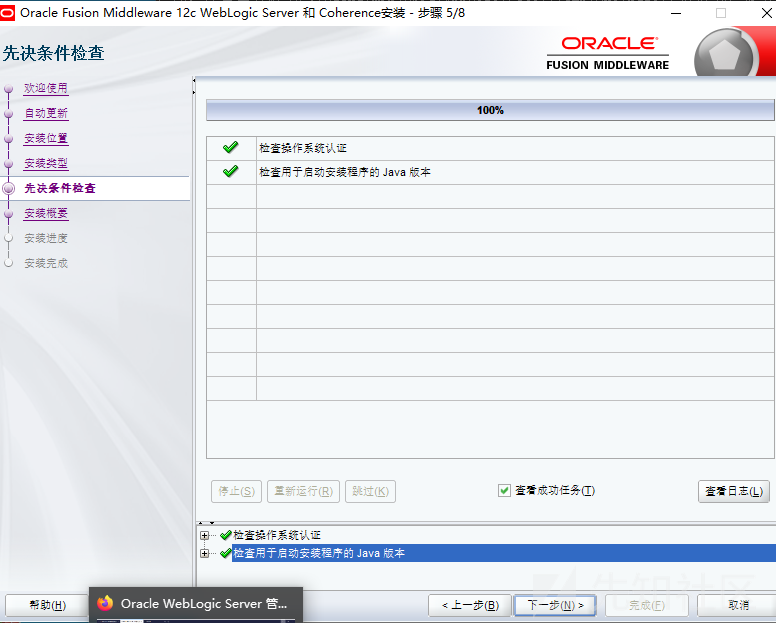 Oracle Fusion Middleware 12c WebLogic Server 和 Coherence安装 - 步骤 5/8
先决条件检查
ORACLE
FUSION MIDDLEWARE
欢迎使用
自动更新
安装位置
安装类型
先决条件检查
安装概要
安装进度
安装完成
100%
检查操作系统认证
检查用于启动安装程序的 Java 版本
停止(S)
重新运行(R)
跳过(K)
查看成功任务(T)
查看日志(L)
检查操作系统认证
检查用于启动安装程序的 Java 版本
帮助(H)
Oracle WebLogic Server 管...
< 上一步(B)
下一步(N) >
完成(F)
取消
先知社区